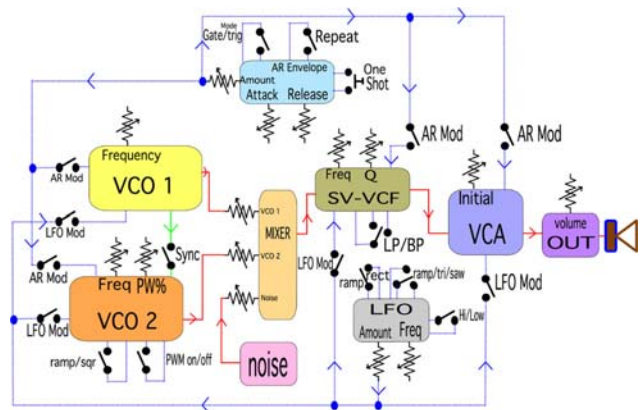 Mode
Gate/trig
Repeat
AR Envelope
Amount
Attack Release
One
Shot
AR Mod
AR Mod
Frequency
VCO 1
AR Mod
LFO Mod
Sync
AR Mod
LFO Mod
Freq PW%
VCO 2
ramp/sqr
PWM on/off
VCO 1
MIXER
VCO 2
Noise
noise
Freq Q
SV-VCF
LP/BP
LFO Mod
ramp/rect
ramp/tri/saw
LFO
Amount Freq
Hi/Low
Initial
VCA
LFO Mod
volume
OUT